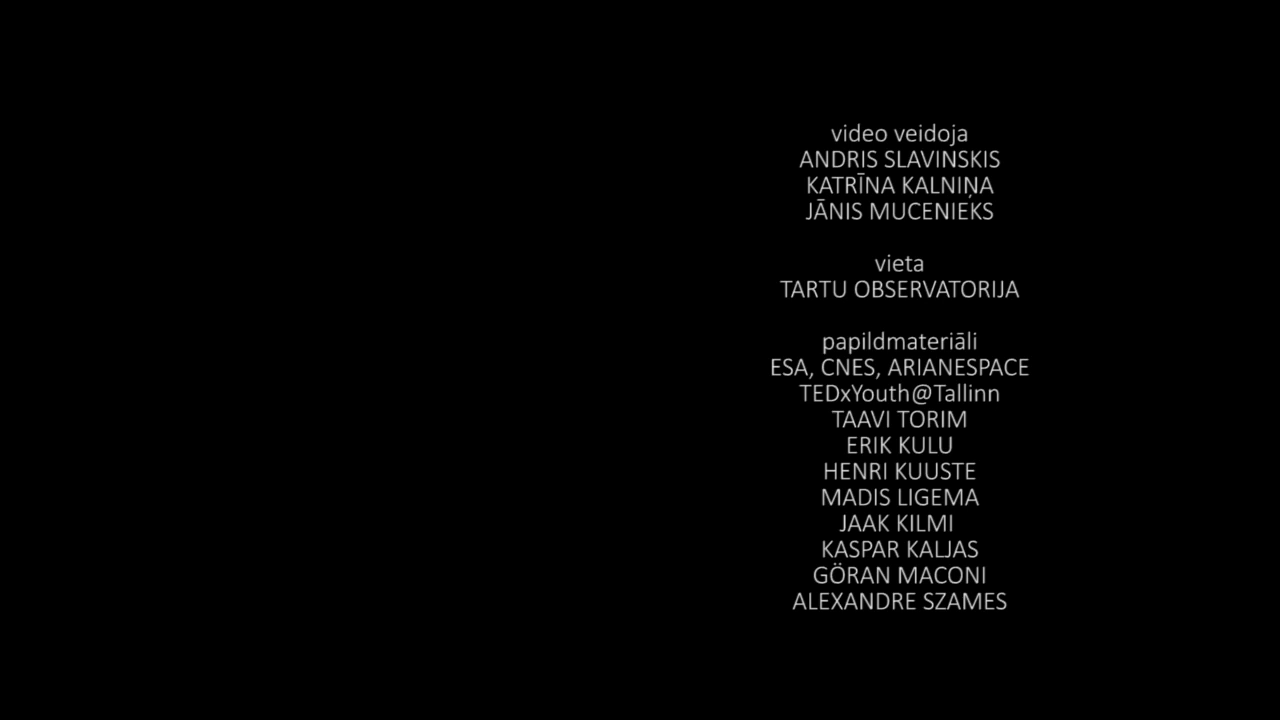 video veidoja
ANDRIS SLAVINSKIS
KATRĪNA KALNIŅA
JĀNIS MUCENIEKS
vieta
TARTU OBSERVATORIJA
papildmateriāli
ESA, CNES, ARIANESPACE
TEDxYouth@Tallinn
TAAVI TORIM
ERIK KULU
HENRI KUUSTE
MADIS LIGEMA
JAAK KILMI
KASPAR KALJAS
GÖRAN MACONI
ALEXANDRE SZAMES